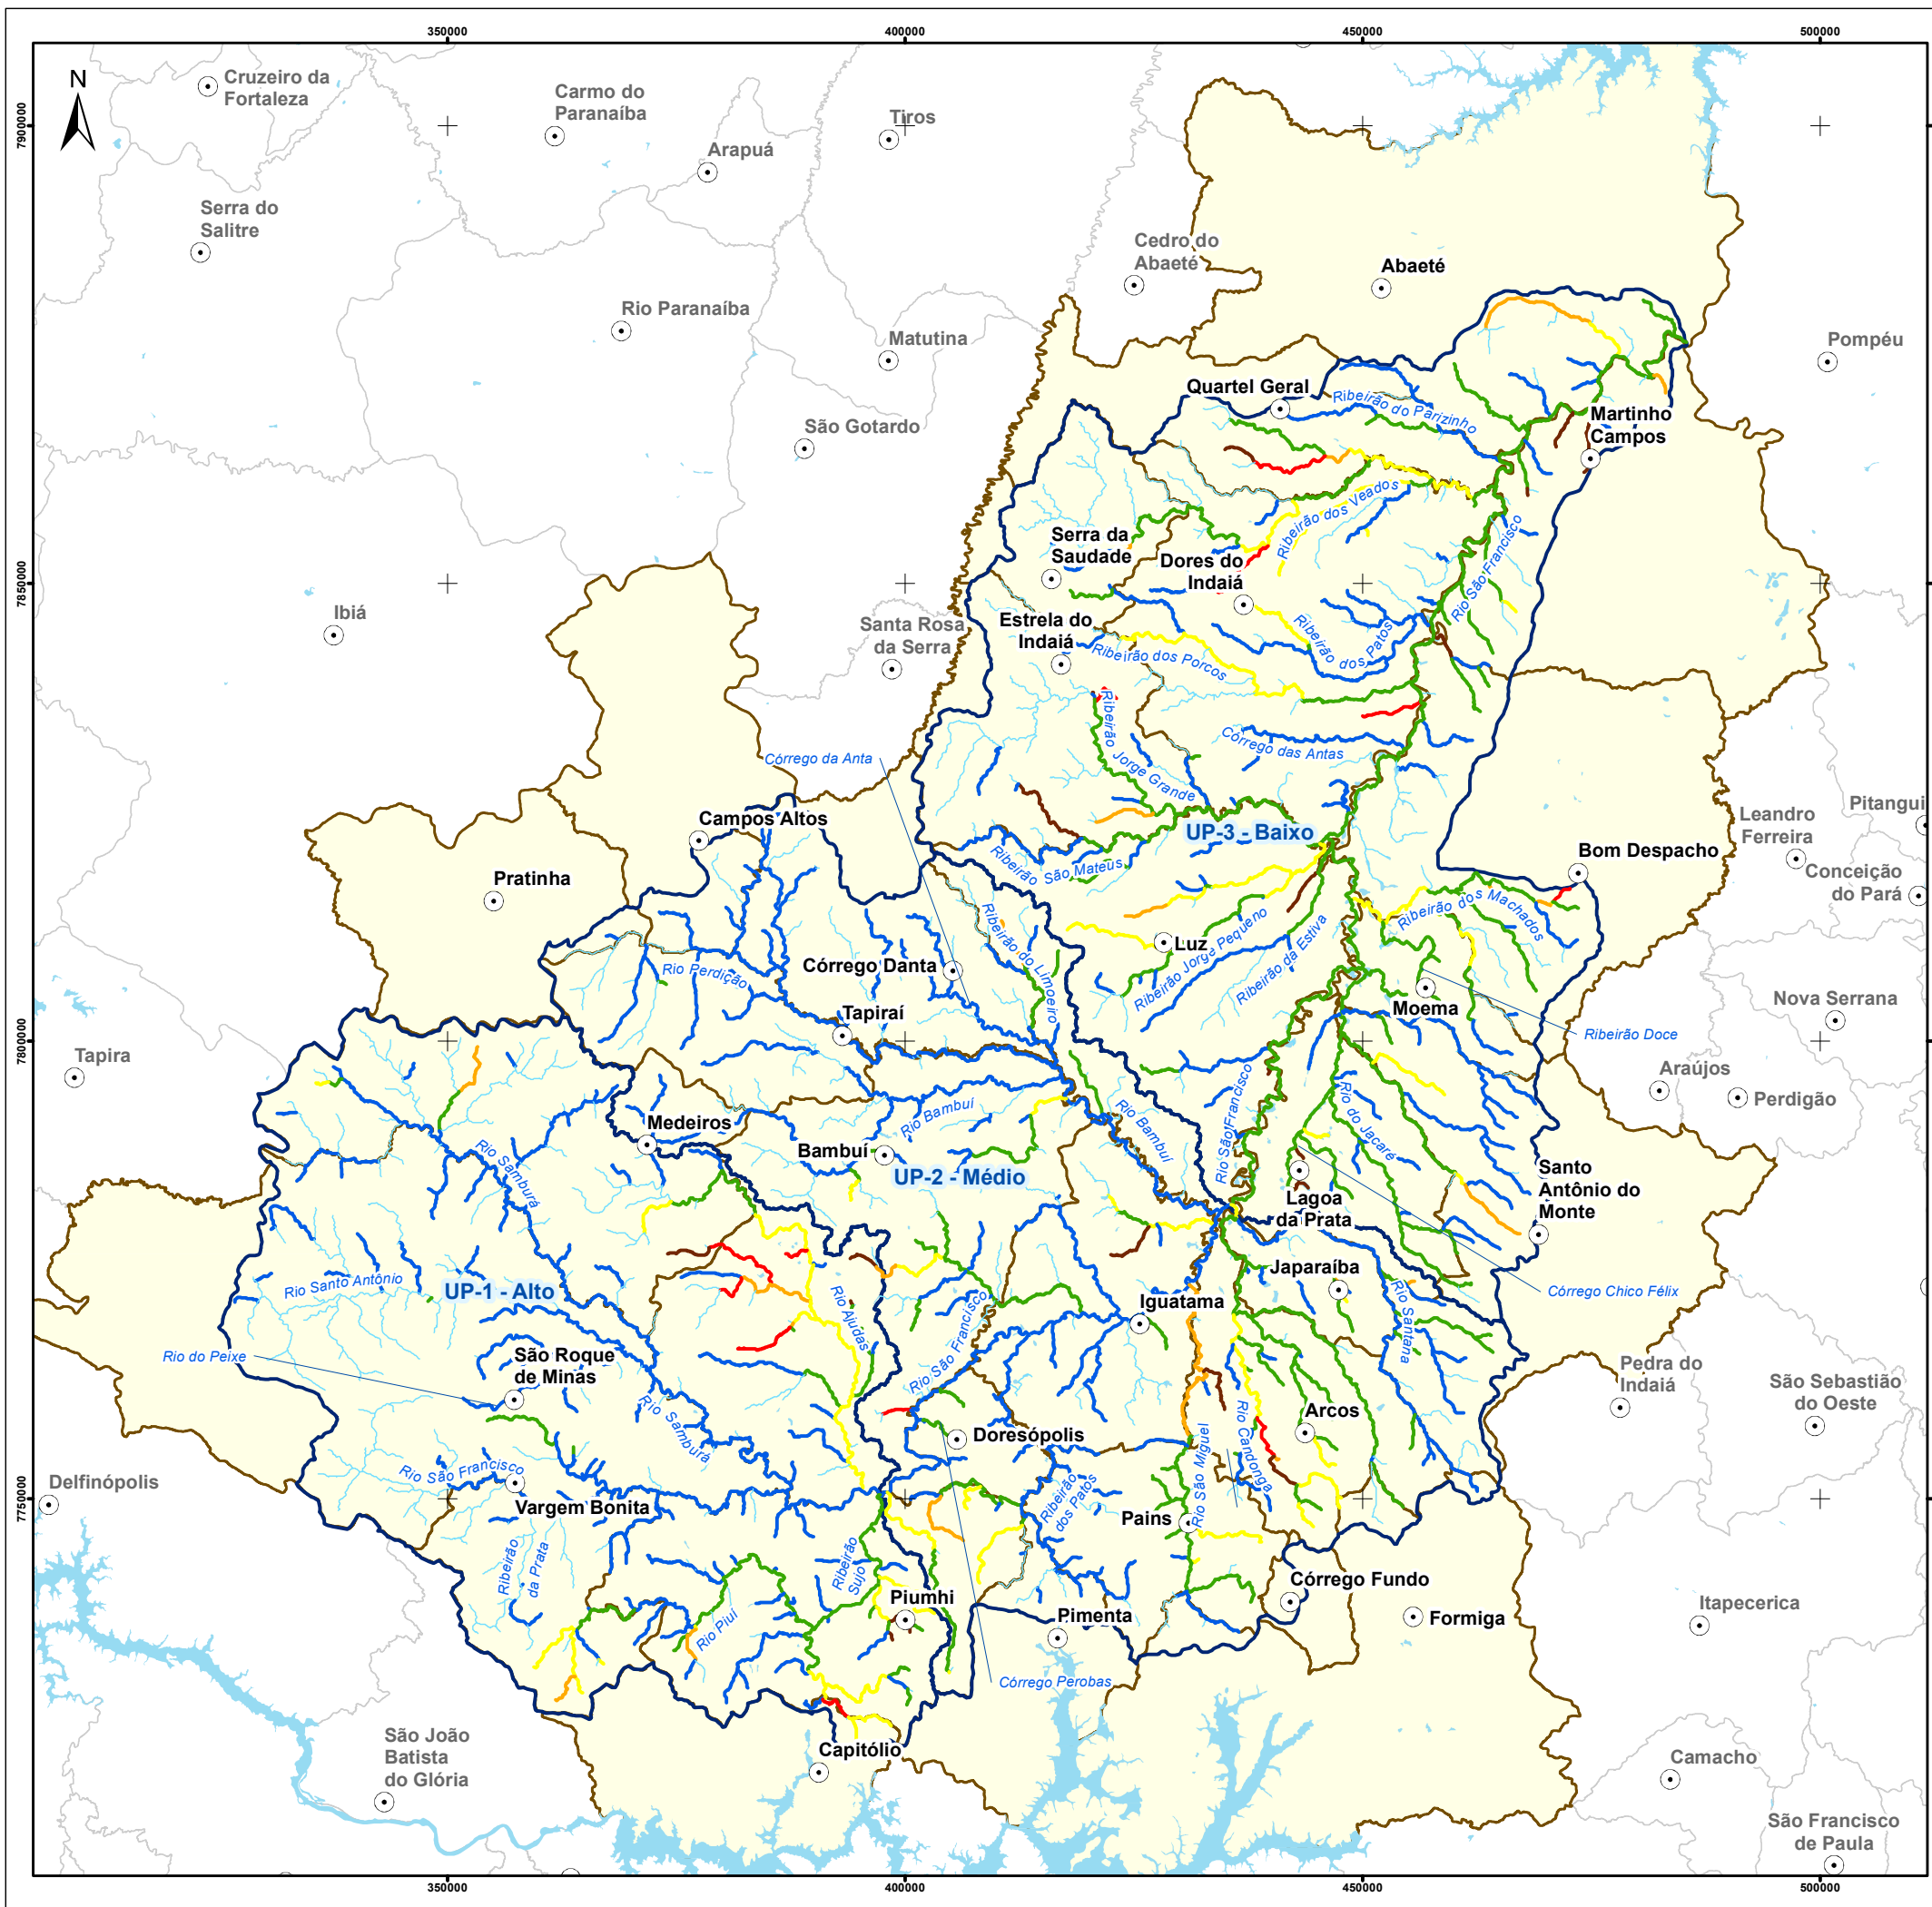 350000
400000
450000
500000
N
7900000
7850000
7800000
7750000
Cruzeiro da
Fortaleza
Carmo do
Paranaíba
Tiros
Arapuá
Serra do
Salitre
Cedro do
Abaeté
Abaeté
Rio Paranaíba
Matutina
Pompéu
Quartel Geral
Ribeirão do Parizinho
Martinho
Campos
São Gotardo
Ribeirão dos Veados
Serra da
Saudade
Dores do
Indaiá
Rio São Francisco
Ibiá
Santa Rosa
da Serra
Estrela do
Indaiá
Ribeirão dos Porcos
Ribeirão dos Patos
Ribeirão Jorge Grande
Córrego das Antas
Córrego da Anta
Campos Altos
UP-3 - Baixo
Leandro
Ferreira
Pitangui
Bom Despacho
Conceição
do Pará
Pratinha
Ribeirão São Mateus
Ribeirão dos Machados
Luz
Ribeirão Jorge Pequeno
Ribeirão da Estiva
Ribeirão do Limoeiro
Rio Perdição
Córrego Danta
Moema
Nova Serrana
Tapiraí
Ribeirão Doce
Tapira
Araújos
Perdigão
Rio Bambuí
Rio Bambuí
Rio São Francisco
Rio do Jacaré
Medeiros
Bambuí
UP-2 - Médio
Rio Samburá
Lagoa
da Prata
Santo
Antônio do
Monte
Rio Santo Antônio
UP-1 - Alto
Japaraíba
Córrego Chico Félix
Iguatama
Rio Ajudas
Rio São Francisco
Rio Santana
Rio do Peixe
São Roque
de Minas
Pedra do
Indaiá
São Sebastião
do Oeste
Rio Samburá
Doresópolis
Arcos
Rio São Miguel
Rio Candonga
Delfinópolis
Rio São Francisco
Vargem Bonita
Ribeirão
dos Patos
Pains
Ribeirão
da Prata
Ribeirão
Sujo
Rio Piuí
Piumhi
Pimenta
Córrego Fundo
Formiga
Itapecerica
Córrego Perobas
São João
Batista
do Glória
Capitólio
Camacho
São Francisco
de Paula
350000
400000
450000
500000